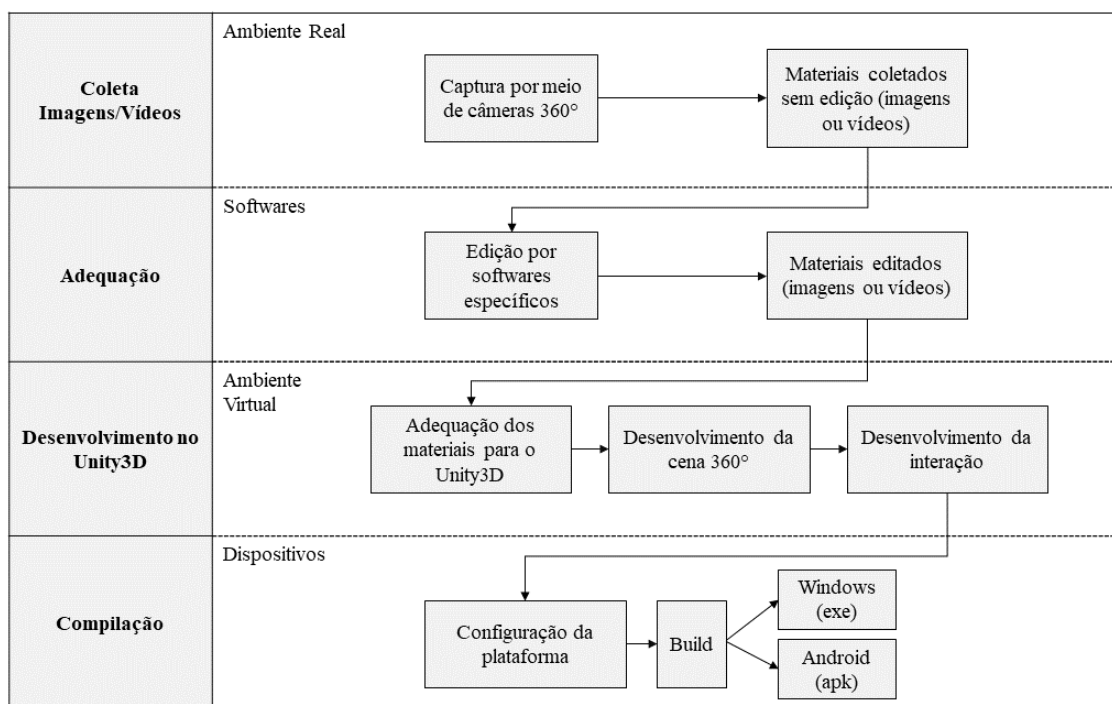 Coleta
Imagens/Vídeos
Ambiente Real
Captura por meio
de câmeras 360°
Materiais coletados
sem edição (imagens
ou vídeos)
Adequação
Softwares
Edição por
softwares
específicos
Materiais editados
(imagens ou vídeos)
Desenvolvimento no
Unity3D
Ambiente
Virtual
Adequação dos
materiais para o
Unity3D
Desenvolvimento da
cena 360°
Desenvolvimento da
interação
Compilação
Dispositivos
Configuração da
plataforma
Build
Windows
(exe)
Android
(apk)